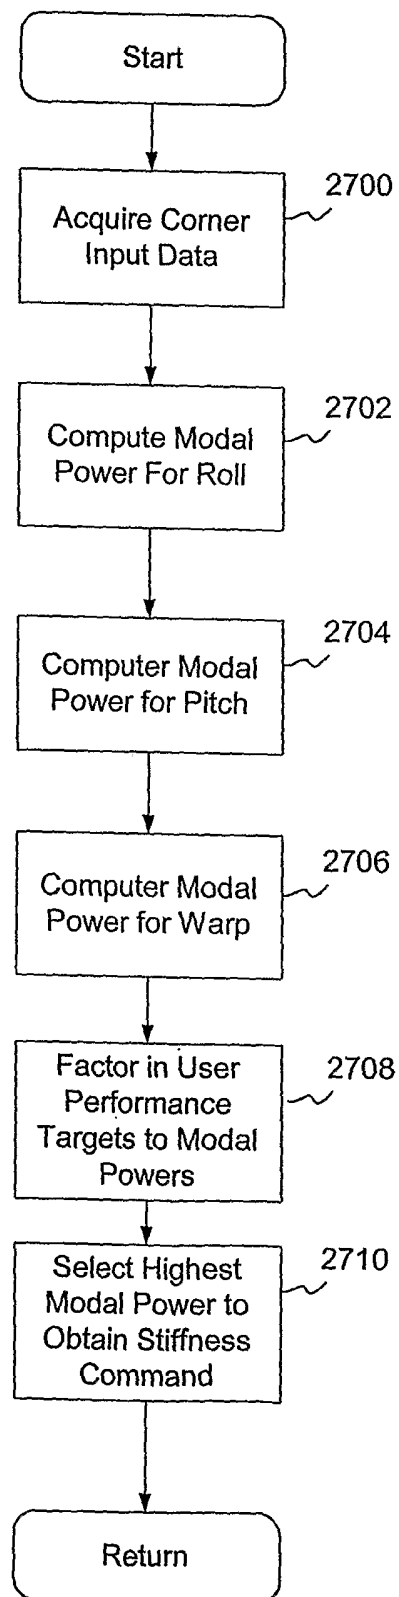 Start
2700
Acquire Corner
Input Data
2702
Compute Modal
Power For Roll
2704
Computer Modal
Power for Pitch
2706
Computer Modal
Power for Warp
2708
Factor in User
Performance
Targets to Modal
Powers
2710
Select Highest
Modal Power to
Obtain Stiffness
Command
Return